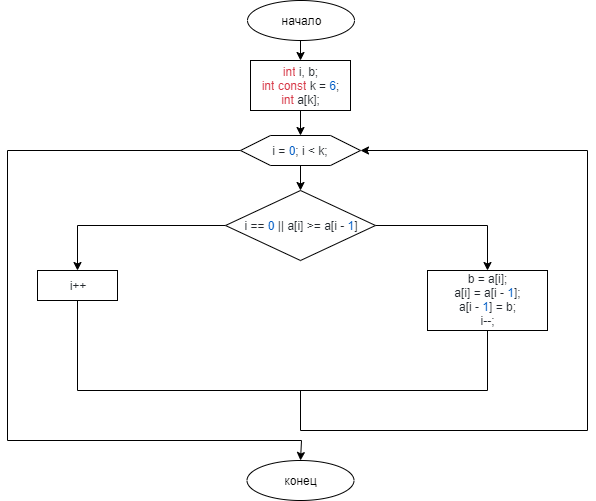 начало
int i, b;
int const k = 6;
int a[k];
i = 0; i < k;
i == 0 || a[i] >= a[i - 1]
i++
b = a[i];
a[i] = a[i - 1];
a[i - 1] = b;
i--;
конец